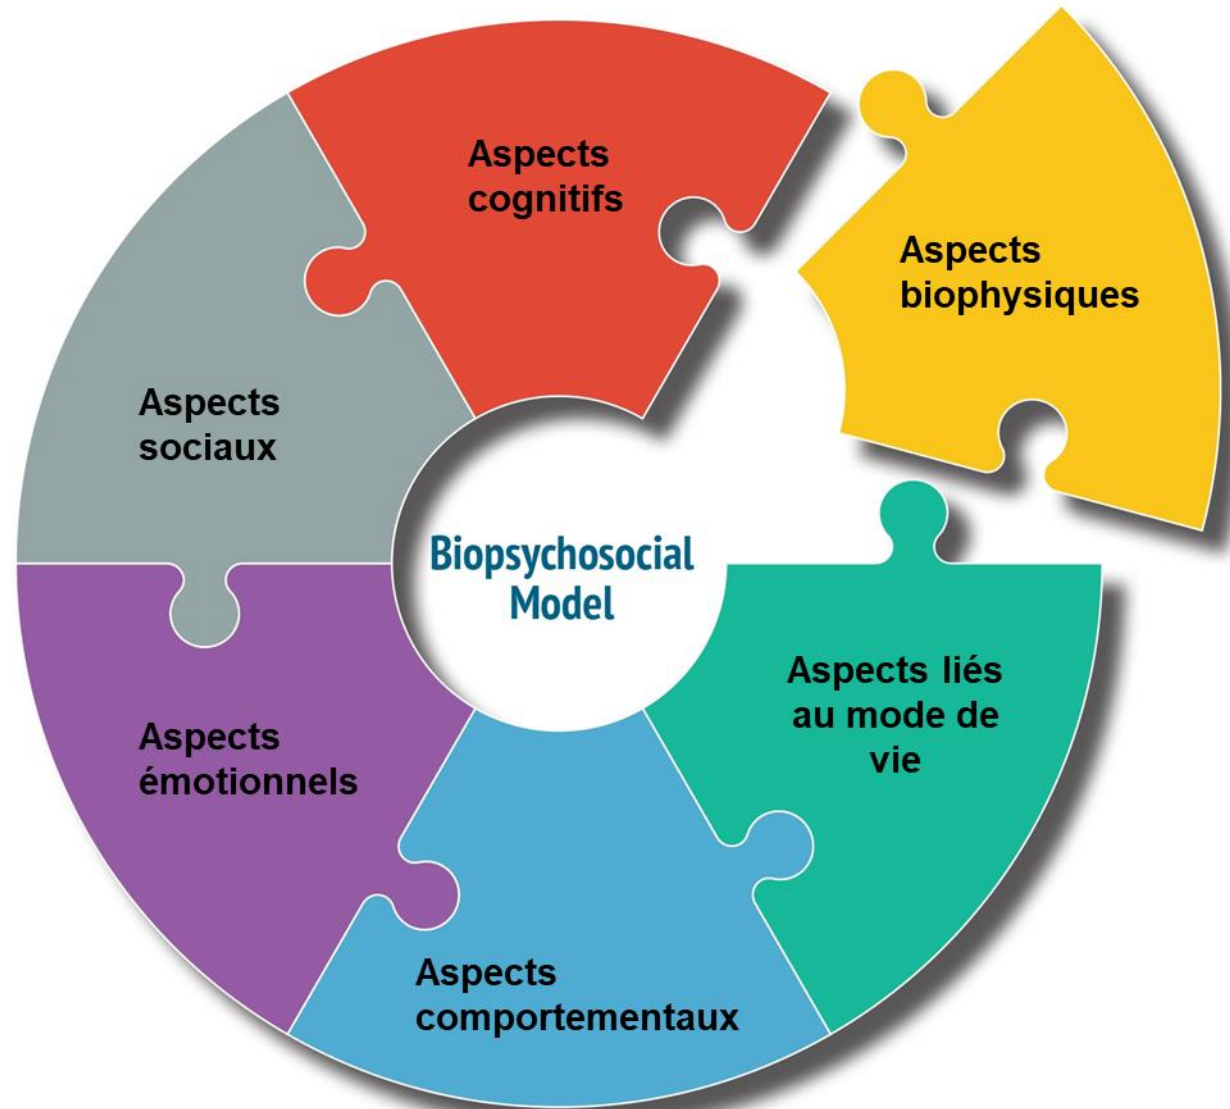 Aspects
cognitifs
Aspects
biophysiques
Aspects
sociaux
Biopsychosocial
Model
Aspects liés
au mode de
vie
Aspects
émotionnels
Aspects
comportementaux